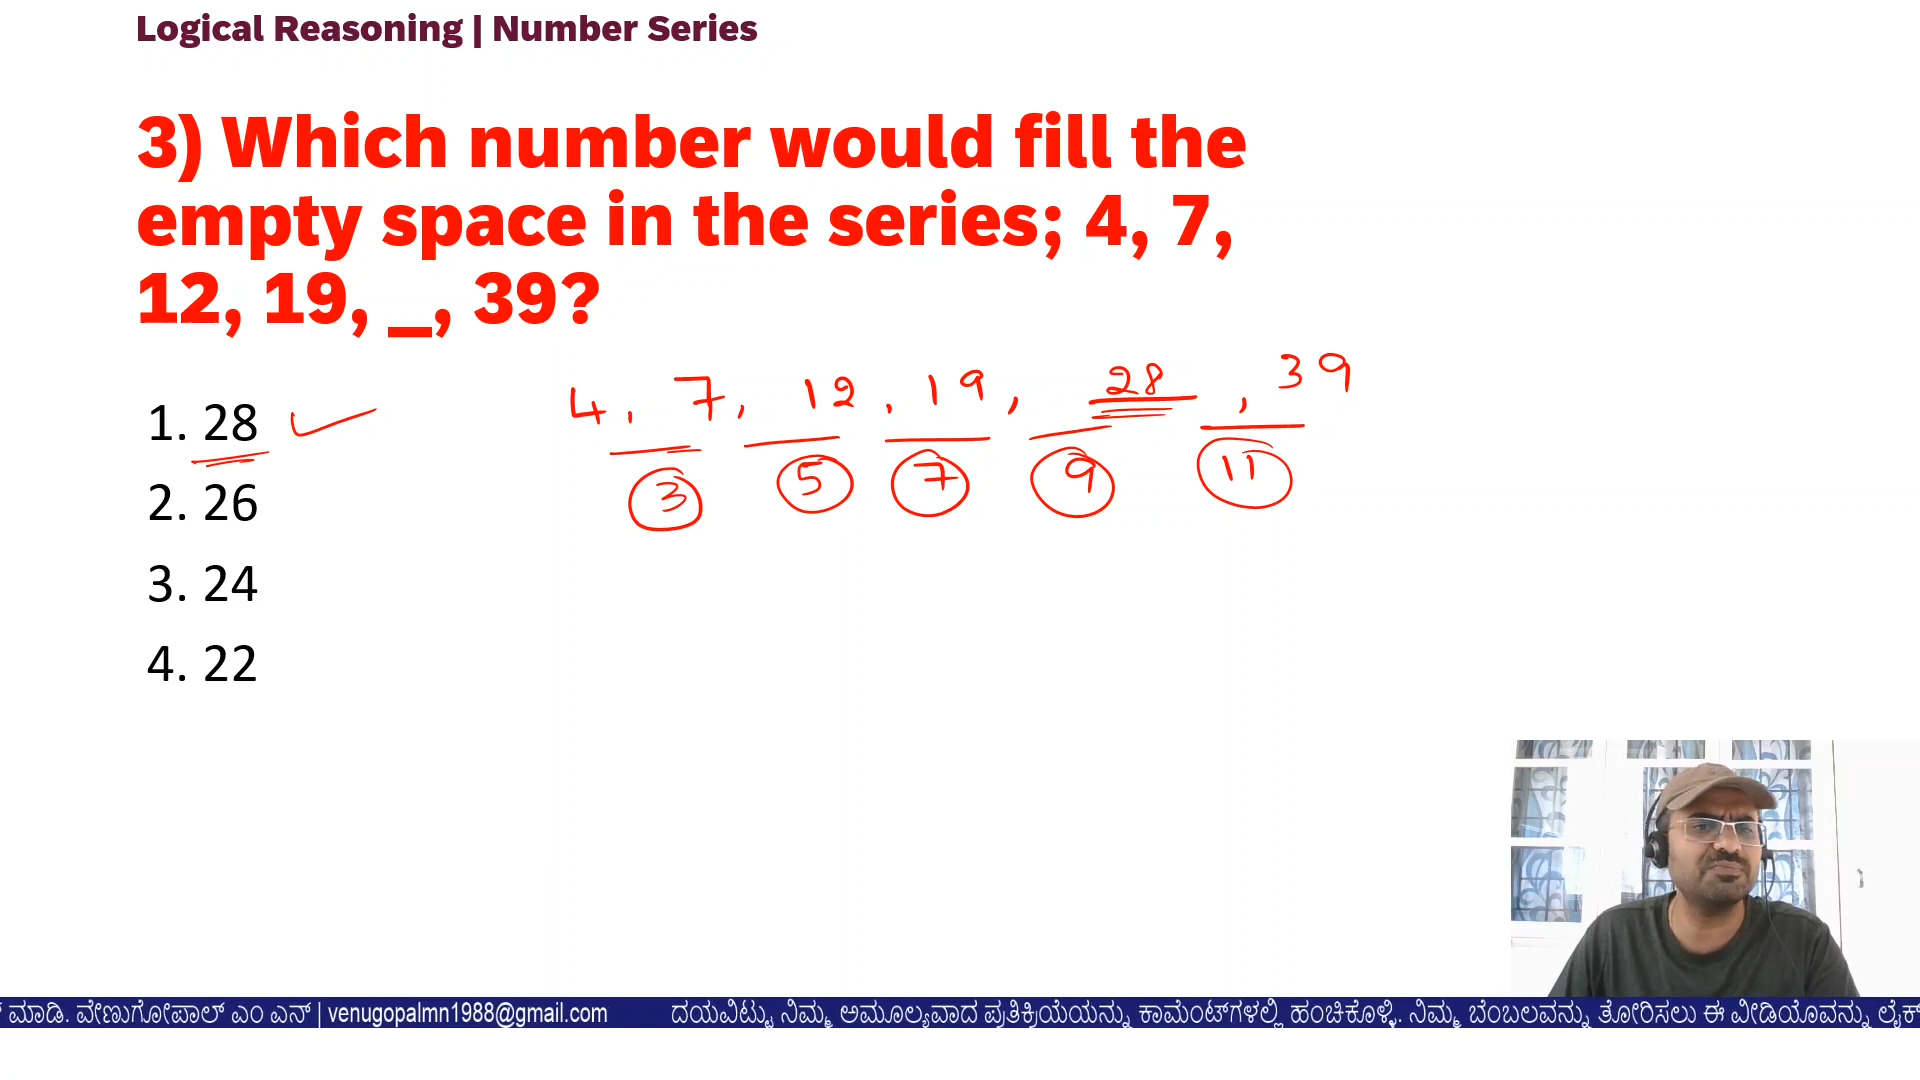 Logical Reasoning | Number Series
3) Which number would fill the
empty space in the series; 4, 7,
12, 19, _, 39?
4, 7, 12, 19, 28, 39
3 5 7 9 11
1. 28
2. 26
3. 24
4. 22
ಮಾಡಿ. ವೇಣುಗೋಪಾಲ್ ಎಂ ಎನ್ | venugopalmn1988@gmail.com ದಯವಿಟ್ಟು ನಿಮ್ಮ ಅಮೂಲ್ಯವಾದ ಪ್ರತಿಕ್ರಿಯೆಯನ್ನು ಕಾಮೆಂಟ್‌ಗಳಲ್ಲಿ ಹಂಚಿಕೊಳ್ಳಿ. ನಿಮ್ಮ ಬೆಂಬಲವನ್ನು ತೋರಿಸಲು ಈ ವೀಡಿಯೊವನ್ನು ಲೈಕ್